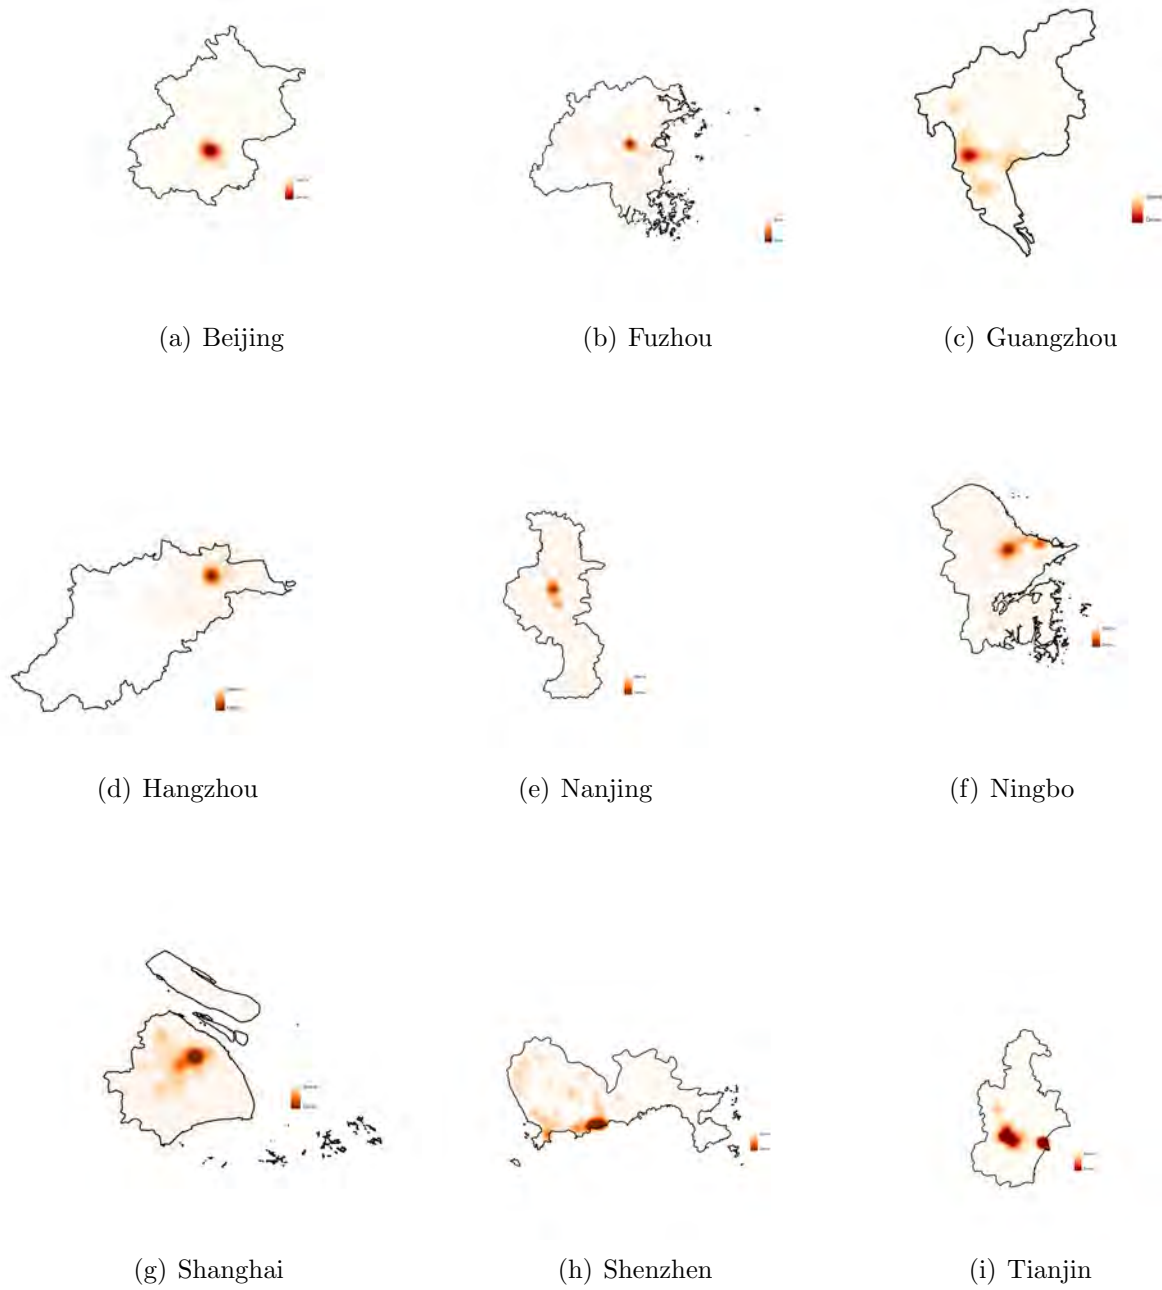 (a) Beijing
(b) Fuzhou
(c) Guangzhou
(d) Hangzhou
(e) Nanjing
(f) Ningbo
(g) Shanghai
(h) Shenzhen
(i) Tianjin